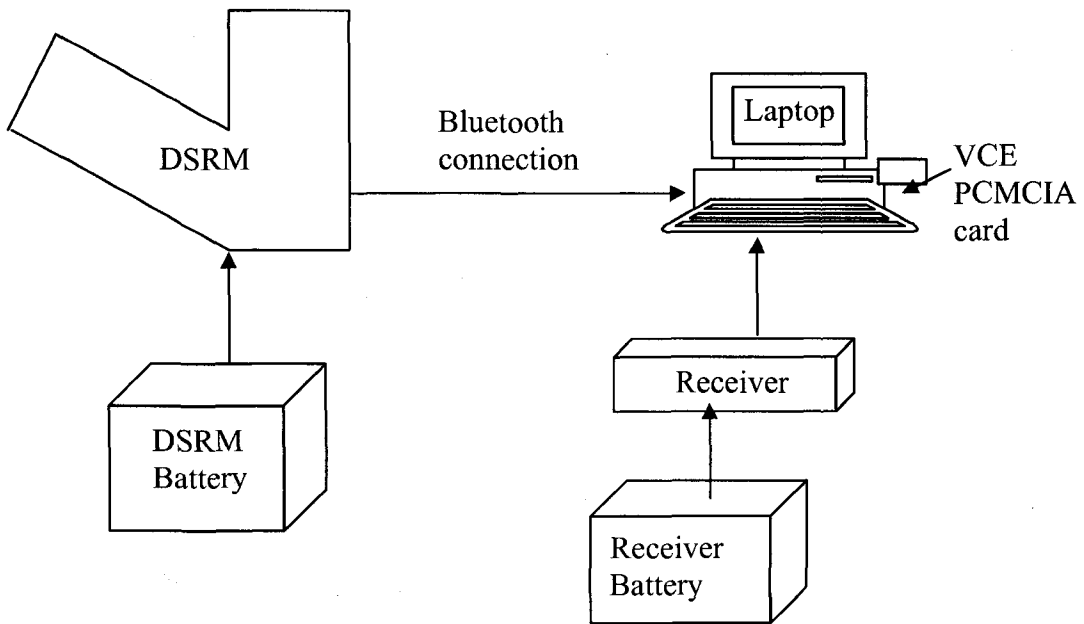 DSRM
Bluetooth
connection
Laptop
VCE
PCMCIA
card
DSRM
Battery
Receiver
Receiver
Battery